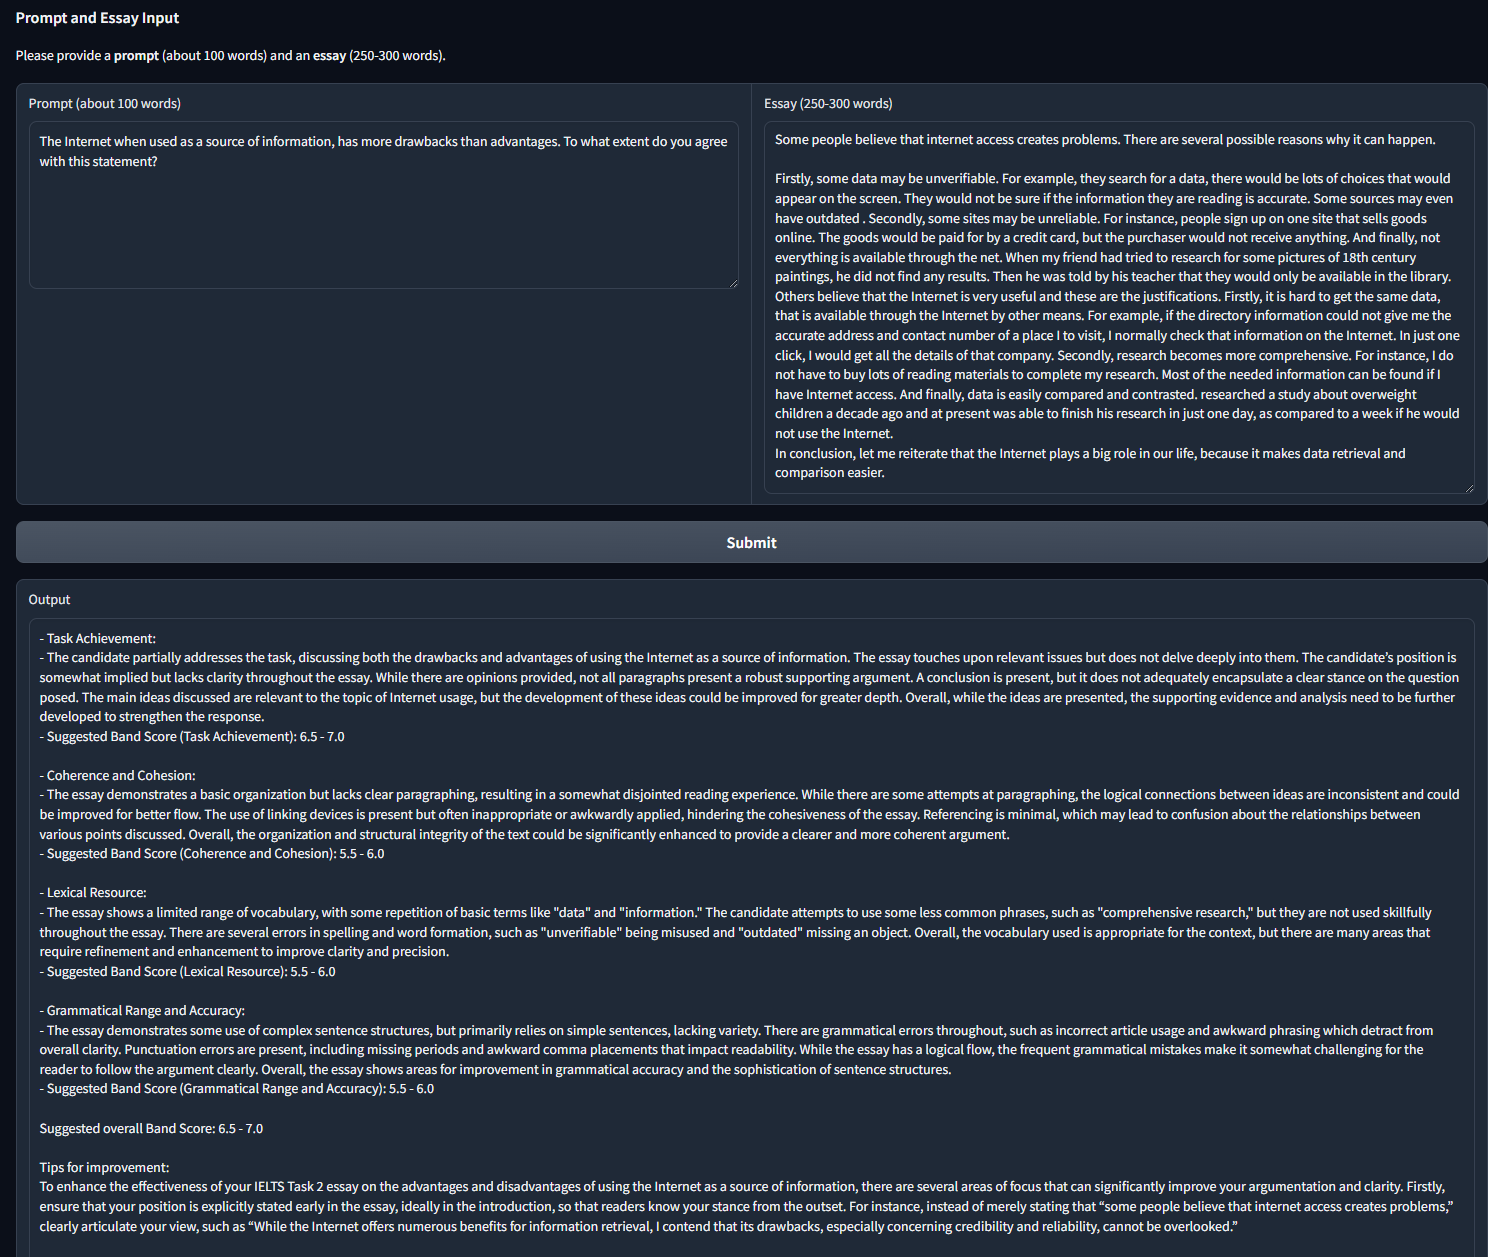 Prompt and Essay Input
Please provide a prompt (about 100 words) and an essay (250-300 words).
Prompt (about 100 words)
The Internet when used as a source of information, has more drawbacks than advantages. To what extent do you agree
with this statement?
Essay (250-300 words)
Some people believe that internet access creates problems. There are several possible reasons why it can happen.
Firstly, some data may be unverifiable. For example, they search for a data, there would be lots of choices that would
appear on the screen. They would not be sure if the information they are reading is accurate. Some sources may even
have outdated . Secondly, some sites may be unreliable. For instance, people sign up on one site that sells goods
online. The goods would be paid for by a credit card, but the purchaser would not receive anything. And finally, not
everything is available through the net. When my friend had tried to research for some pictures of 18th century
paintings, he did not find any results. Then he was told by his teacher that they would only be available in the library.
Others believe that the Internet is very useful and these are the justifications. Firstly, it is hard to get the same data,
that is available through the Internet by other means. For example, if the directory information could not give me the
accurate address and contact number of a place I to visit, I normally check that information on the Internet. In just one
click, I would get all the details of that company. Secondly, research becomes more comprehensive. For instance, I do
not have to buy lots of reading materials to complete my research. Most of the needed information can be found if I
have Internet access. And finally, data is easily compared and contrasted. researched a study about overweight
children a decade ago and at present was able to finish his research in just one day, as compared to a week if he would
not use the Internet.
In conclusion, let me reiterate that the Internet plays a big role in our life, because it makes data retrieval and
comparison easier.
Submit
Output
- Task Achievement:
- The candidate partially addresses the task, discussing both the drawbacks and advantages of using the Internet as a source of information. The essay touches upon relevant issues but does not delve deeply into them. The candidate's position is
somewhat implied but lacks clarity throughout the essay. While there are opinions provided, not all paragraphs present a robust supporting argument. A conclusion is present, but it does not adequately encapsulate a clear stance on the question
posed. The main ideas discussed are relevant to the topic of Internet usage, but the development of these ideas could be improved for greater depth. Overall, while the ideas are presented, the supporting evidence and analysis need to be further
developed to strengthen the response.
- Suggested Band Score (Task Achievement): 6.5 - 7.0
- Coherence and Cohesion:
- The essay demonstrates a basic organization but lacks clear paragraphing, resulting in a somewhat disjointed reading experience. While there are some attempts at paragraphing, the logical connections between ideas are inconsistent and could
be improved for better flow. The use of linking devices is present but often inappropriate or awkwardly applied, hindering the cohesiveness of the essay. Referencing is minimal, which may lead to confusion about the relationships between
various points discussed. Overall, the organization and structural integrity of the text could be significantly enhanced to provide a clearer and more coherent argument.
- Suggested Band Score (Coherence and Cohesion): 5.5 - 6.0
- Lexical Resource:
- The essay shows a limited range of vocabulary, with some repetition of basic terms like "data" and "information." The candidate attempts to use some less common phrases, such as "comprehensive research," but they are not used skillfully
throughout the essay. There are several errors in spelling and word formation, such as "unverifiable" being misused and "outdated" missing an object. Overall, the vocabulary used is appropriate for the context, but there are many areas that
require refinement and enhancement to improve clarity and precision.
- Suggested Band Score (Lexical Resource): 5.5 - 6.0
- Grammatical Range and Accuracy:
- The essay demonstrates some use of complex sentence structures, but primarily relies on simple sentences, lacking variety. There are grammatical errors throughout, such as incorrect article usage and awkward phrasing which detract from
overall clarity. Punctuation errors are present, including missing periods and awkward comma placements that impact readability. While the essay has a logical flow, the frequent grammatical mistakes make it somewhat challenging for the
reader to follow the argument clearly. Overall, the essay shows areas for improvement in grammatical accuracy and the sophistication of sentence structures.
- Suggested Band Score (Grammatical Range and Accuracy): 5.5 - 6.0
Suggested overall Band Score: 6.5 - 7.0
Tips for improvement:
To enhance the effectiveness of your IELTS Task 2 essay on the advantages and disadvantages of using the Internet as a source of information, there are several areas of focus that can significantly improve your argumentation and clarity. Firstly,
ensure that your position is explicitly stated early in the essay, ideally in the introduction, so that readers know your stance from the outset. For instance, instead of merely stating that “some people believe that internet access creates problems,”
clearly articulate your view, such as “While the Internet offers numerous benefits for information retrieval, I contend that its drawbacks, especially concerning credibility and reliability, cannot be overlooked.”